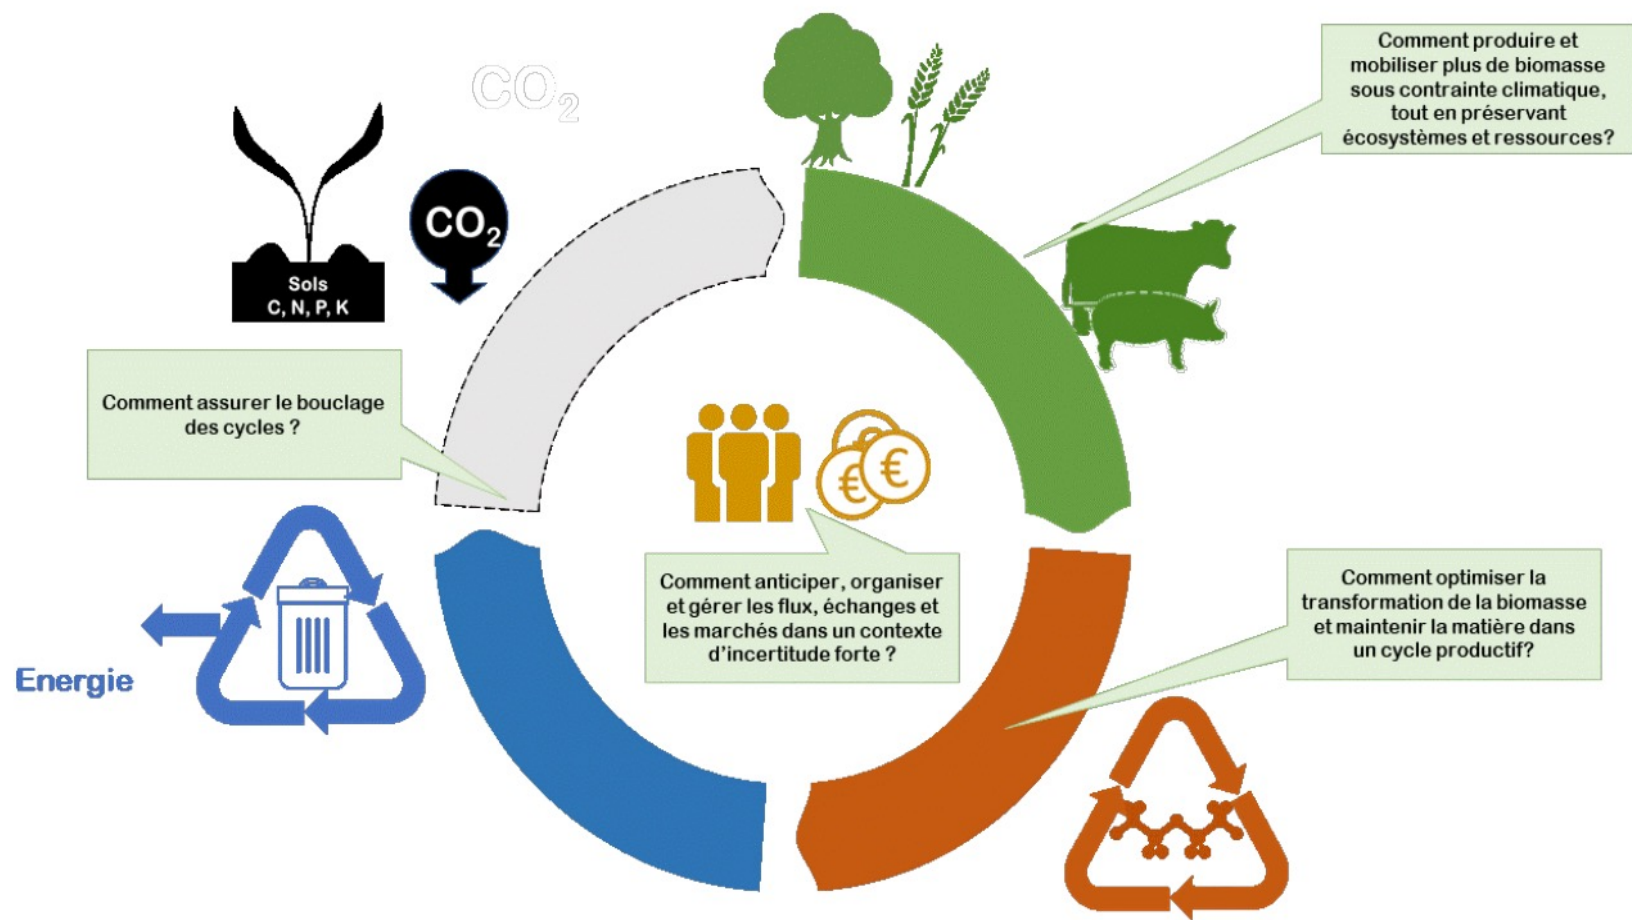 CO2
Comment produire et
mobiliser plus de biomasse
sous contrainte climatique,
tout en préservant
écosystèmes et ressources?
CO2
Sols
C, N, P, K
Comment assurer le bouclage
des cycles ?
€ €
Comment anticiper, organiser
et gérer les flux, échanges et
les marchés dans un contexte
d'incertitude forte ?
Comment optimiser la
transformation de la biomasse
et maintenir la matière dans
un cycle productif?
Energie